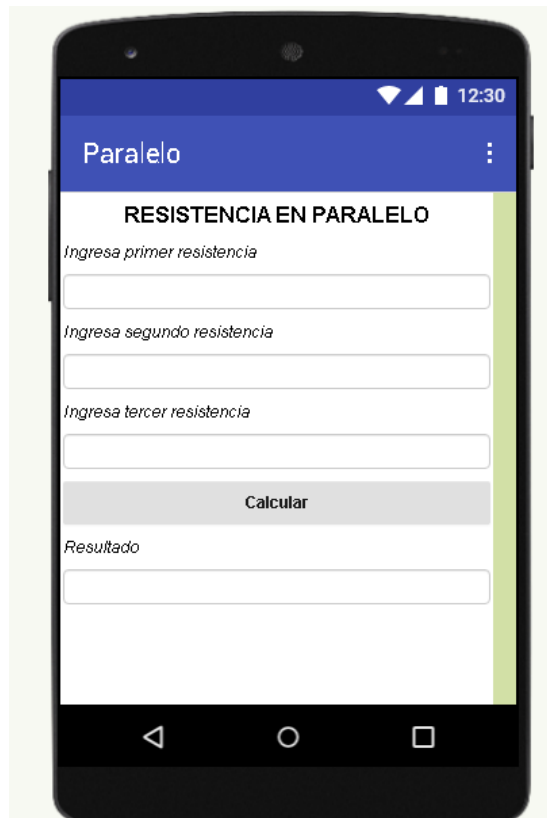 12:30
Paralelo
RESISTENCIA EN PARALELO
Ingresa primer resistencia
Ingresa segundo resistencia
Ingresa tercer resistencia
Calcular
Resultado